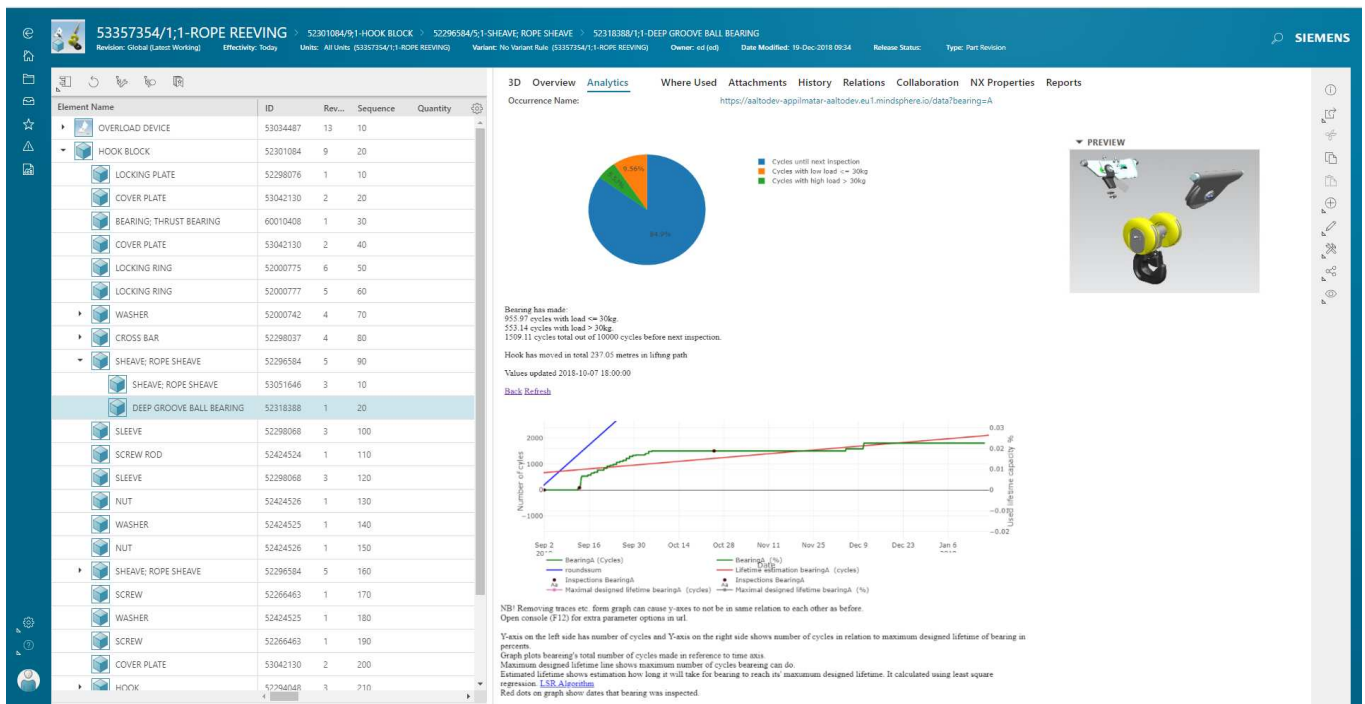 53357354/1;1-ROPE REEVING > 52301084/9;1-HOOK BLOCK > 52296584/5;1-SHEAVE; ROPE SHEAVE > 52318388/1;1-DEEP GROOVE BALL BEARING
Revision: Global (Latest Working) Effectivity: Today Units: All Units (53357354/1;1-ROPE REEVING) Variant: No Variant Rule (53357354/1;1-ROPE REEVING) Owner: ed (ed) Date Modified: 19-Dec-2018 09:34 Release Status: Type: Part Revision
SIEMENS
Element Name ID Rev... Sequence Quantity
OVERLOAD DEVICE 53034487 13 10
HOOK BLOCK 52301084 9 20
LOCKING PLATE 52298076 1 10
COVER PLATE 53042130 2 20
BEARING; THRUST BEARING 60010408 1 30
COVER PLATE 53042130 2 40
LOCKING RING 52000775 6 50
LOCKING RING 52000777 5 60
WASHER 52000742 4 70
CROSS BAR 52298037 4 80
SHEAVE; ROPE SHEAVE 52296584 5 90
SHEAVE; ROPE SHEAVE 53051646 3 10
DEEP GROOVE BALL BEARING 52318388 1 20
SLEEVE 52298068 3 100
SCREW ROD 52424524 1 110
SLEEVE 52298068 3 120
NUT 52424526 1 130
WASHER 52424525 1 140
NUT 52424526 1 150
SHEAVE; ROPE SHEAVE 52296584 5 160
SCREW 52266463 1 170
WASHER 52424525 1 180
SCREW 52266463 1 190
COVER PLATE 53042130 2 200
HOOK 52294048 3 210
3D Overview Analytics Where Used Attachments History Relations Collaboration NX Properties Reports
Occurrence Name: https://aaltodev-appilmatar-aaltodev.eu1.mindsphere.io/data?bearing=A
PREVIEW
9.56%
84.9%
Cycles until next inspection
Cycles with low load <= 30kg
Cycles with high load > 30kg
Bearing has made:
955.97 cycles with load <= 30kg.
553.14 cycles with load > 30kg.
1509.11 cycles total out of 10000 cycles before next inspection.
Hook has moved in total 237.05 metres in lifting path
Values updated 2018-10-07 18:00:00
Back Refresh
2000
1000
0
−1000
Number of cyles
0.03
0.02
0.01
−0
−0.01
−0.02
Used lifetime capacity %
Sep 2 Sep 16 Sep 30 Oct 14 Oct 28 Nov 11 Nov 25 Dec 9 Dec 23 Jan 6
Date
BearingA (Cycles) BearingA (%)
roundsum Lifetime estimation bearingA (cycles)
Aa Inspections BearingA Aa Inspections BearingA
Maximal designed lifetime bearingA (cycles) Maximal designed lifetime bearingA (%)
NB! Removing traces etc. form graph can cause y-axes to not be in same relation to each other as before.
Open console (F12) for extra parameter options in url.
Y-axis on the left side has number of cycles and Y-axis on the right side shows number of cycles in relation to maximum designed lifetime of bearing in
percents.
Graph plots beareing's total number of cycles made in reference to time axis.
Maximum designed lifetime line shows maximum number of cycles beareing can do.
Estimated lifetime shows estimation how long it will take for bearing to reach its' maxumum designed lifetime. It calculated using least square
regression. LSR Algorithm
Red dots on graph show dates that bearing was inspected.